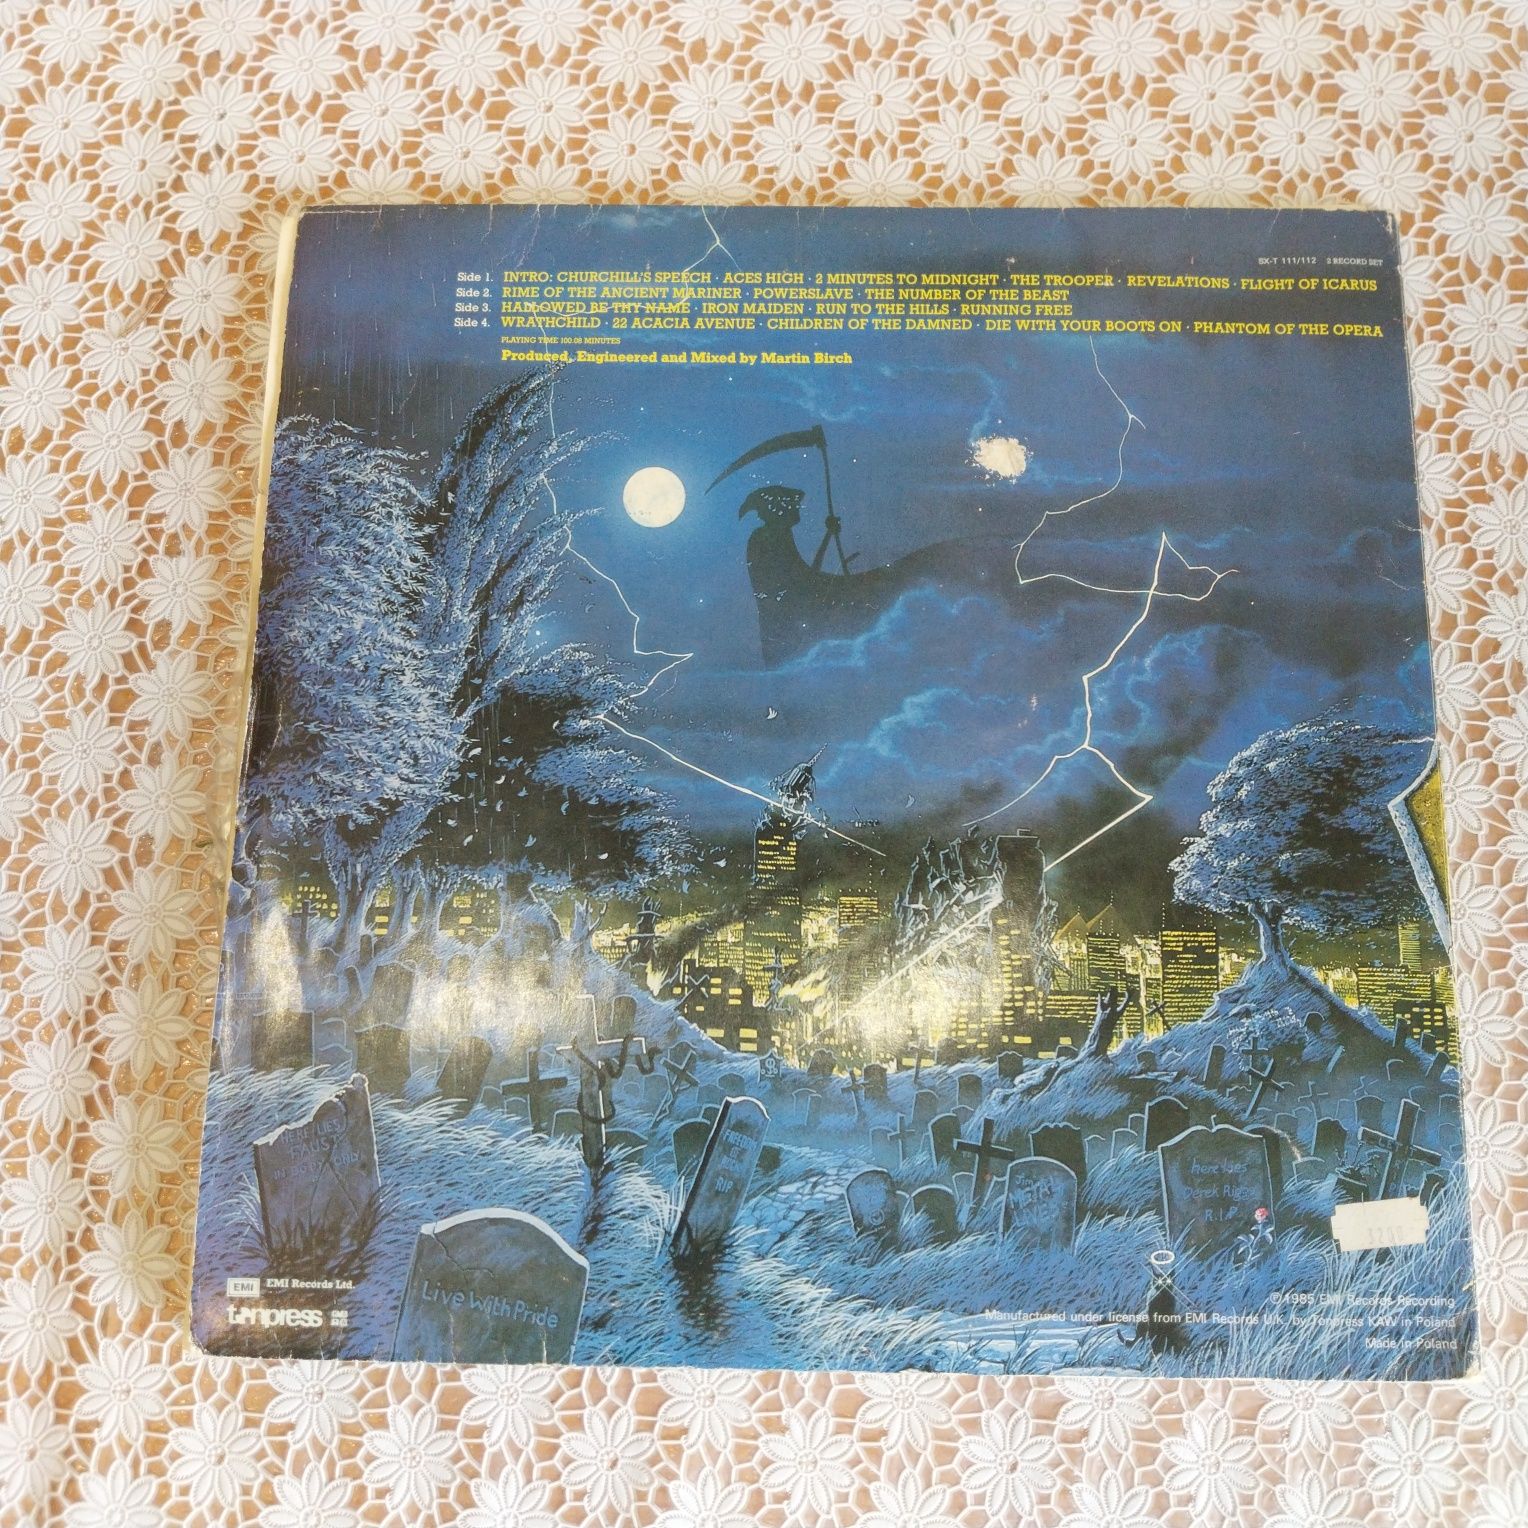 SX-T 111/112 2 RECORD SET
Side 1. INTRO: CHURCHILL'S SPEECH · ACES HIGH · 2 MINUTES TO MIDNIGHT · THE TROOPER · REVELATIONS · FLIGHT OF ICARUS
Side 2. RIME OF THE ANCIENT MARINER · POWERSLAVE · THE NUMBER OF THE BEAST
Side 3. HALLOWED BE THY NAME · IRON MAIDEN · RUN TO THE HILLS · RUNNING FREE
Side 4. WRATHCHILD · 22 ACACIA AVENUE · CHILDREN OF THE DAMNED · DIE WITH YOUR BOOTS ON · PHANTOM OF THE OPERA
PLAYING TIME 100.08 MINUTES
Produced, Engineered and Mixed by Martin Birch
HERE LIES
FAUST
IN BODY ONLY
RIP
here lies
Derek Riggs
R.I.P.
Live With Pride
EMI EMI Records Ltd.
tonpress
Ⓟ 1985 EMI Records Recording
Manufactured under license from EMI Records U.K. by Tonpress KAW in Poland
Made in Poland